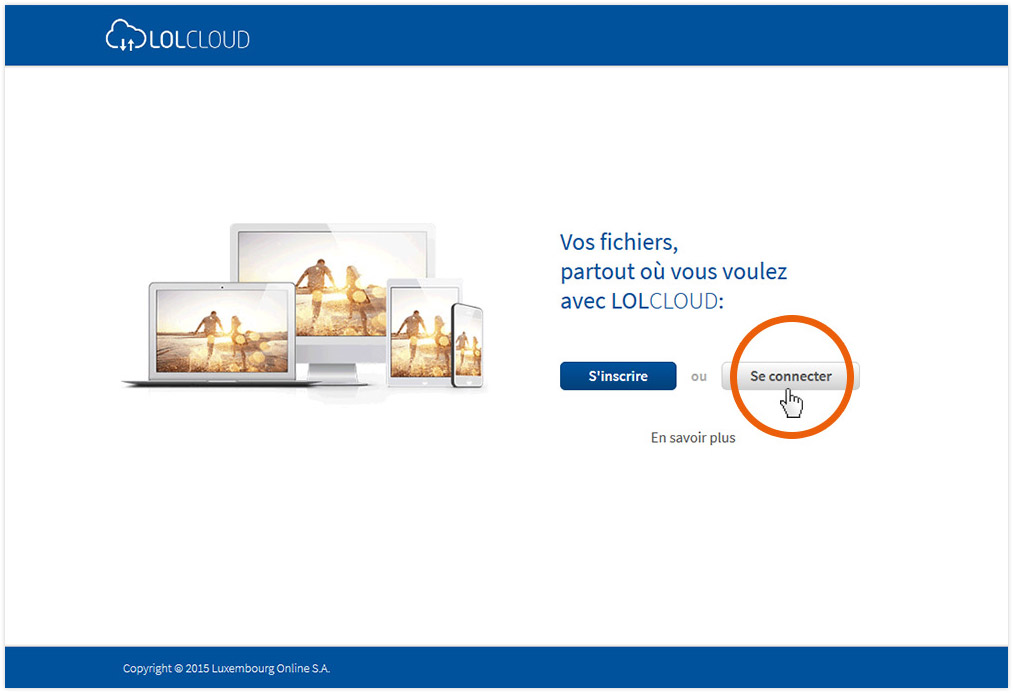 LOLCLOUD
Vos fichiers,
partout où vous voulez
avec LOLCLOUD:
S'inscrire ou Se connecter
En savoir plus
Copyright © 2015 Luxembourg Online S.A.